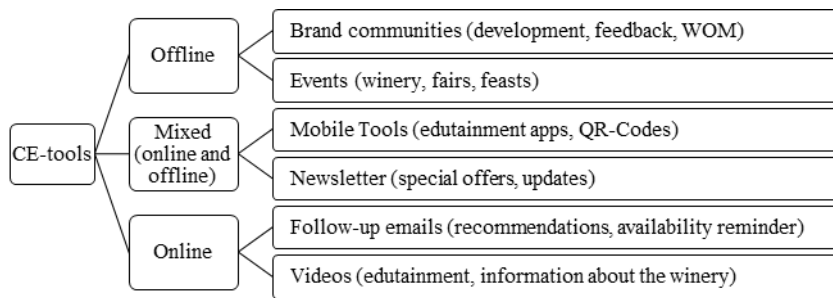 CE-tools
Offline
Brand communities (development, feedback, WOM)
Events (winery, fairs, feasts)
Mixed
(online and
offline)
Mobile Tools (edutainment apps, QR-Codes)
Newsletter (special offers, updates)
Online
Follow-up emails (recommendations, availability reminder)
Videos (edutainment, information about the winery)